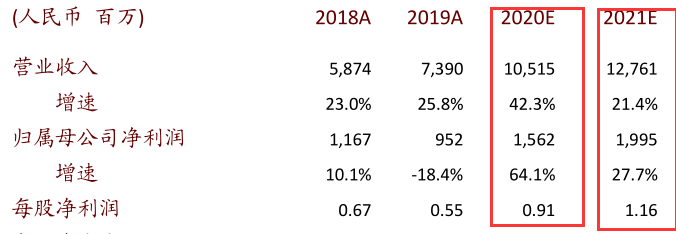 (人民币 百万) 2018A 2019A 2020E 2021E
营业收入 5,874 7,390 10,515 12,761
增速 23.0% 25.8% 42.3% 21.4%
归属母公司净利润 1,167 952 1,562 1,995
增速 10.1% -18.4% 64.1% 27.7%
每股净利润 0.67 0.55 0.91 1.16